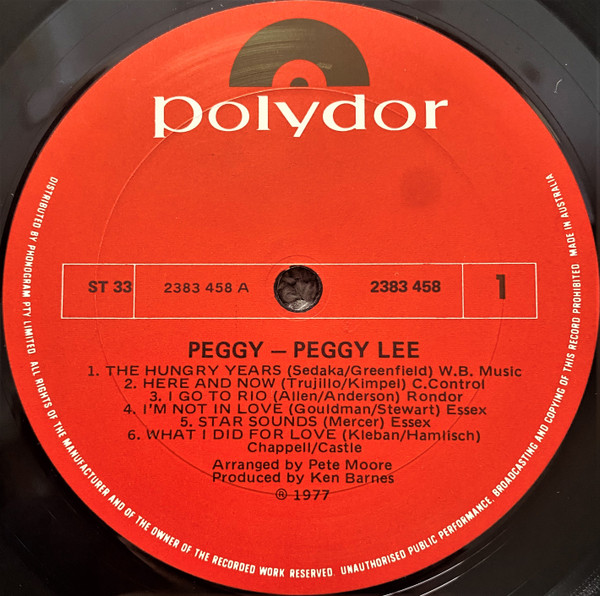 polydor
ST 33
2383 458 A
2383 458
1
PEGGY – PEGGY LEE
1. THE HUNGRY YEARS (Sedaka/Greenfield) W.B. Music
2. HERE AND NOW (Trujillo/Kimpel) C.Control
3. I GO TO RIO (Allen/Anderson) Rondor
4. I'M NOT IN LOVE (Gouldman/Stewart) Essex
5. STAR SOUNDS (Mercer) Essex
6. WHAT I DID FOR LOVE (Kleban/Hamlisch)
Chappell/Castle
Arranged by Pete Moore
Produced by Ken Barnes
℗ 1977
DISTRIBUTED BY PHONOGRAM PTY LIMITED. ALL RIGHTS OF THE MANUFACTURER AND OF THE OWNER OF THE RECORDED WORK RESERVED. UNAUTHORISED PUBLIC PERFORMANCE, BROADCASTING AND COPYING OF THIS RECORD PROHIBITED MADE IN AUSTRALIA